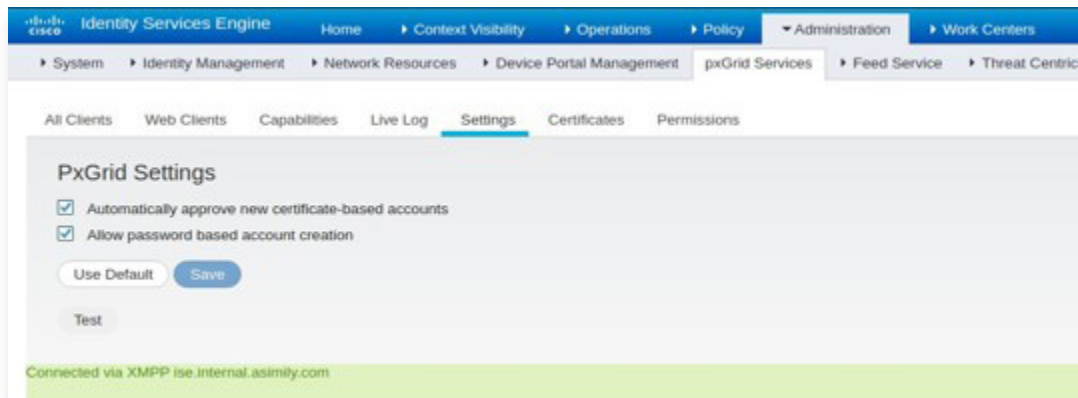 cisco Identity Services Engine Home Context Visibility Operations Policy Administration Work Centers
System Identity Management Network Resources Device Portal Management pxGrid Services Feed Service Threat Centric
All Clients Web Clients Capabilities Live Log Settings Certificates Permissions
PxGrid Settings
Automatically approve new certificate-based accounts
Allow password based account creation
Use Default Save
Test
Connected via XMPP ise.internal.asimily.com